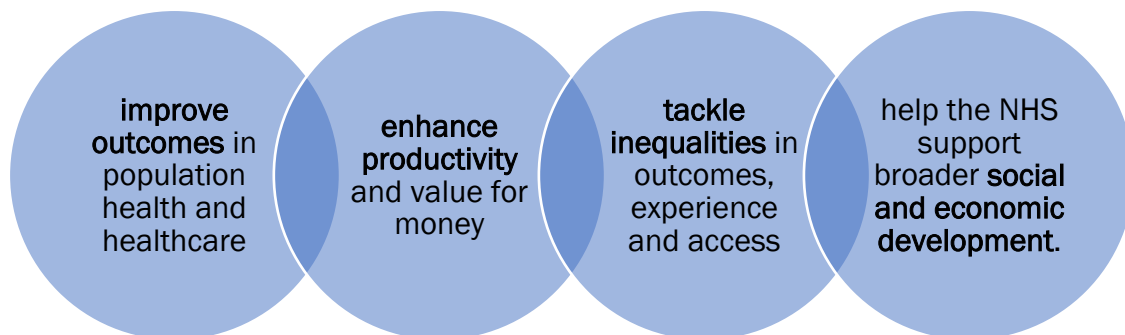 improve
outcomes in
population
health and
healthcare
enhance
productivity
and value for
money
tackle
inequalities in
outcomes,
experience
and access
help the NHS
support
broader social
and economic
development.